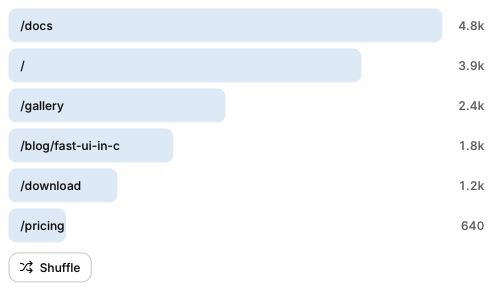 /docs 4.8k
/ 3.9k
/gallery 2.4k
/blog/fast-ui-in-c 1.8k
/download 1.2k
/pricing 640
Shuffle